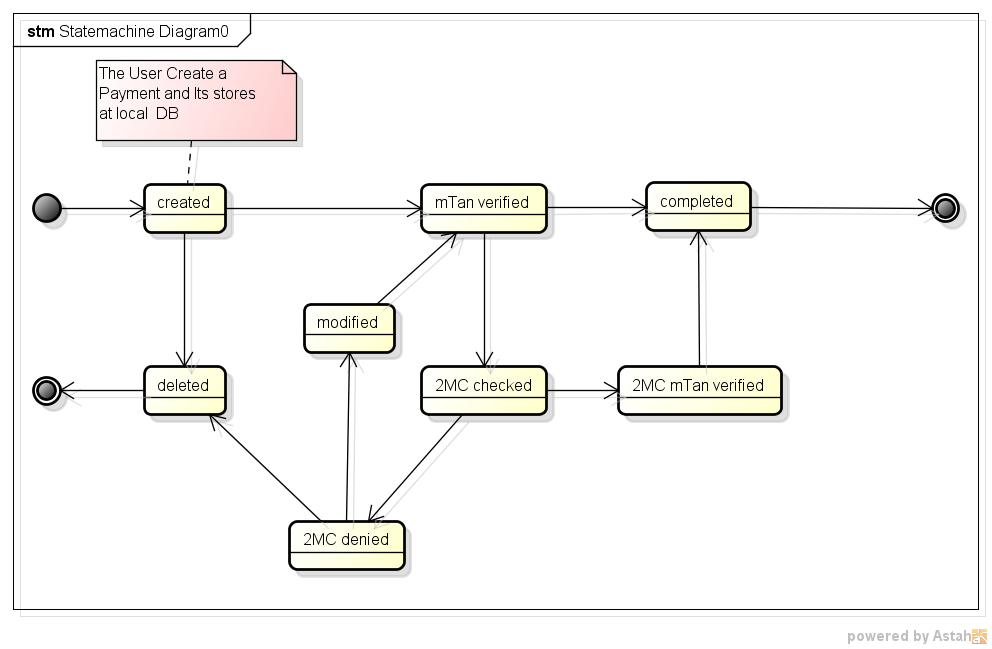 stm Statemachine Diagram0
The User Create a
Payment and Its stores
at local  DB
created
mTan verified
completed
modified
deleted
2MC checked
2MC mTan verified
2MC denied
powered by Astah